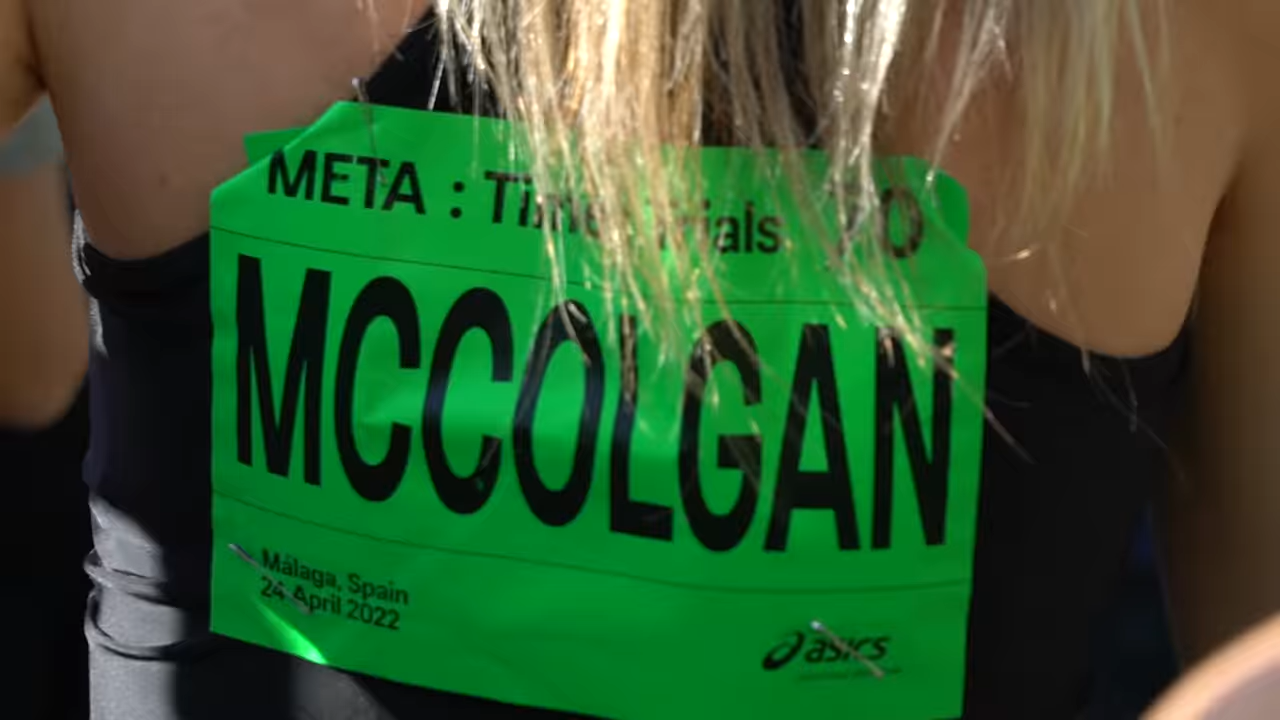 META : Time Trials
MCCOLGAN
Málaga, Spain
24 April 2022
asics